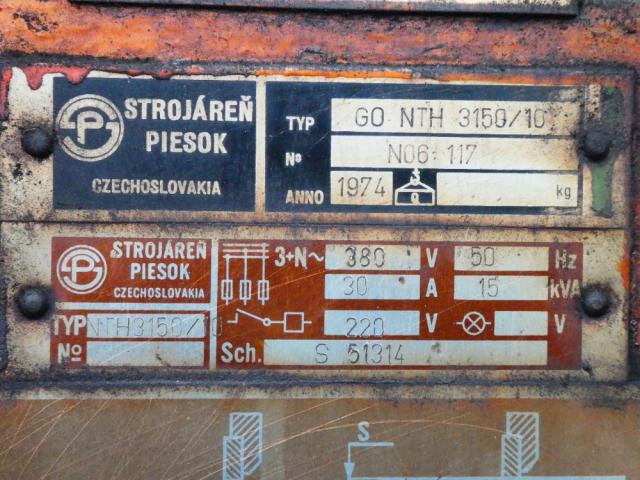 STROJÁREŇ
PIESOK
CZECHOSLOVAKIA
TYP GO NTH 3150/10
№ N06: 117
ANNO 1974 kg
STROJÁREŇ
PIESOK
CZECHOSLOVAKIA
TYP NTH3150/10
№
3+N~ 380 V 50 Hz
30 A 15 kVA
220 V V
Sch. S 51314
S